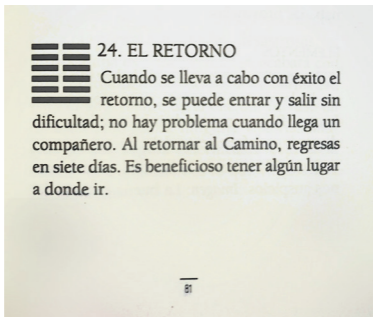 24. EL RETORNO
Cuando se lleva a cabo con éxito el
retorno, se puede entrar y salir sin
dificultad; no hay problema cuando llega un
compañero. Al retornar al Camino, regresas
en siete días. Es beneficioso tener algún lugar
a donde ir.
81